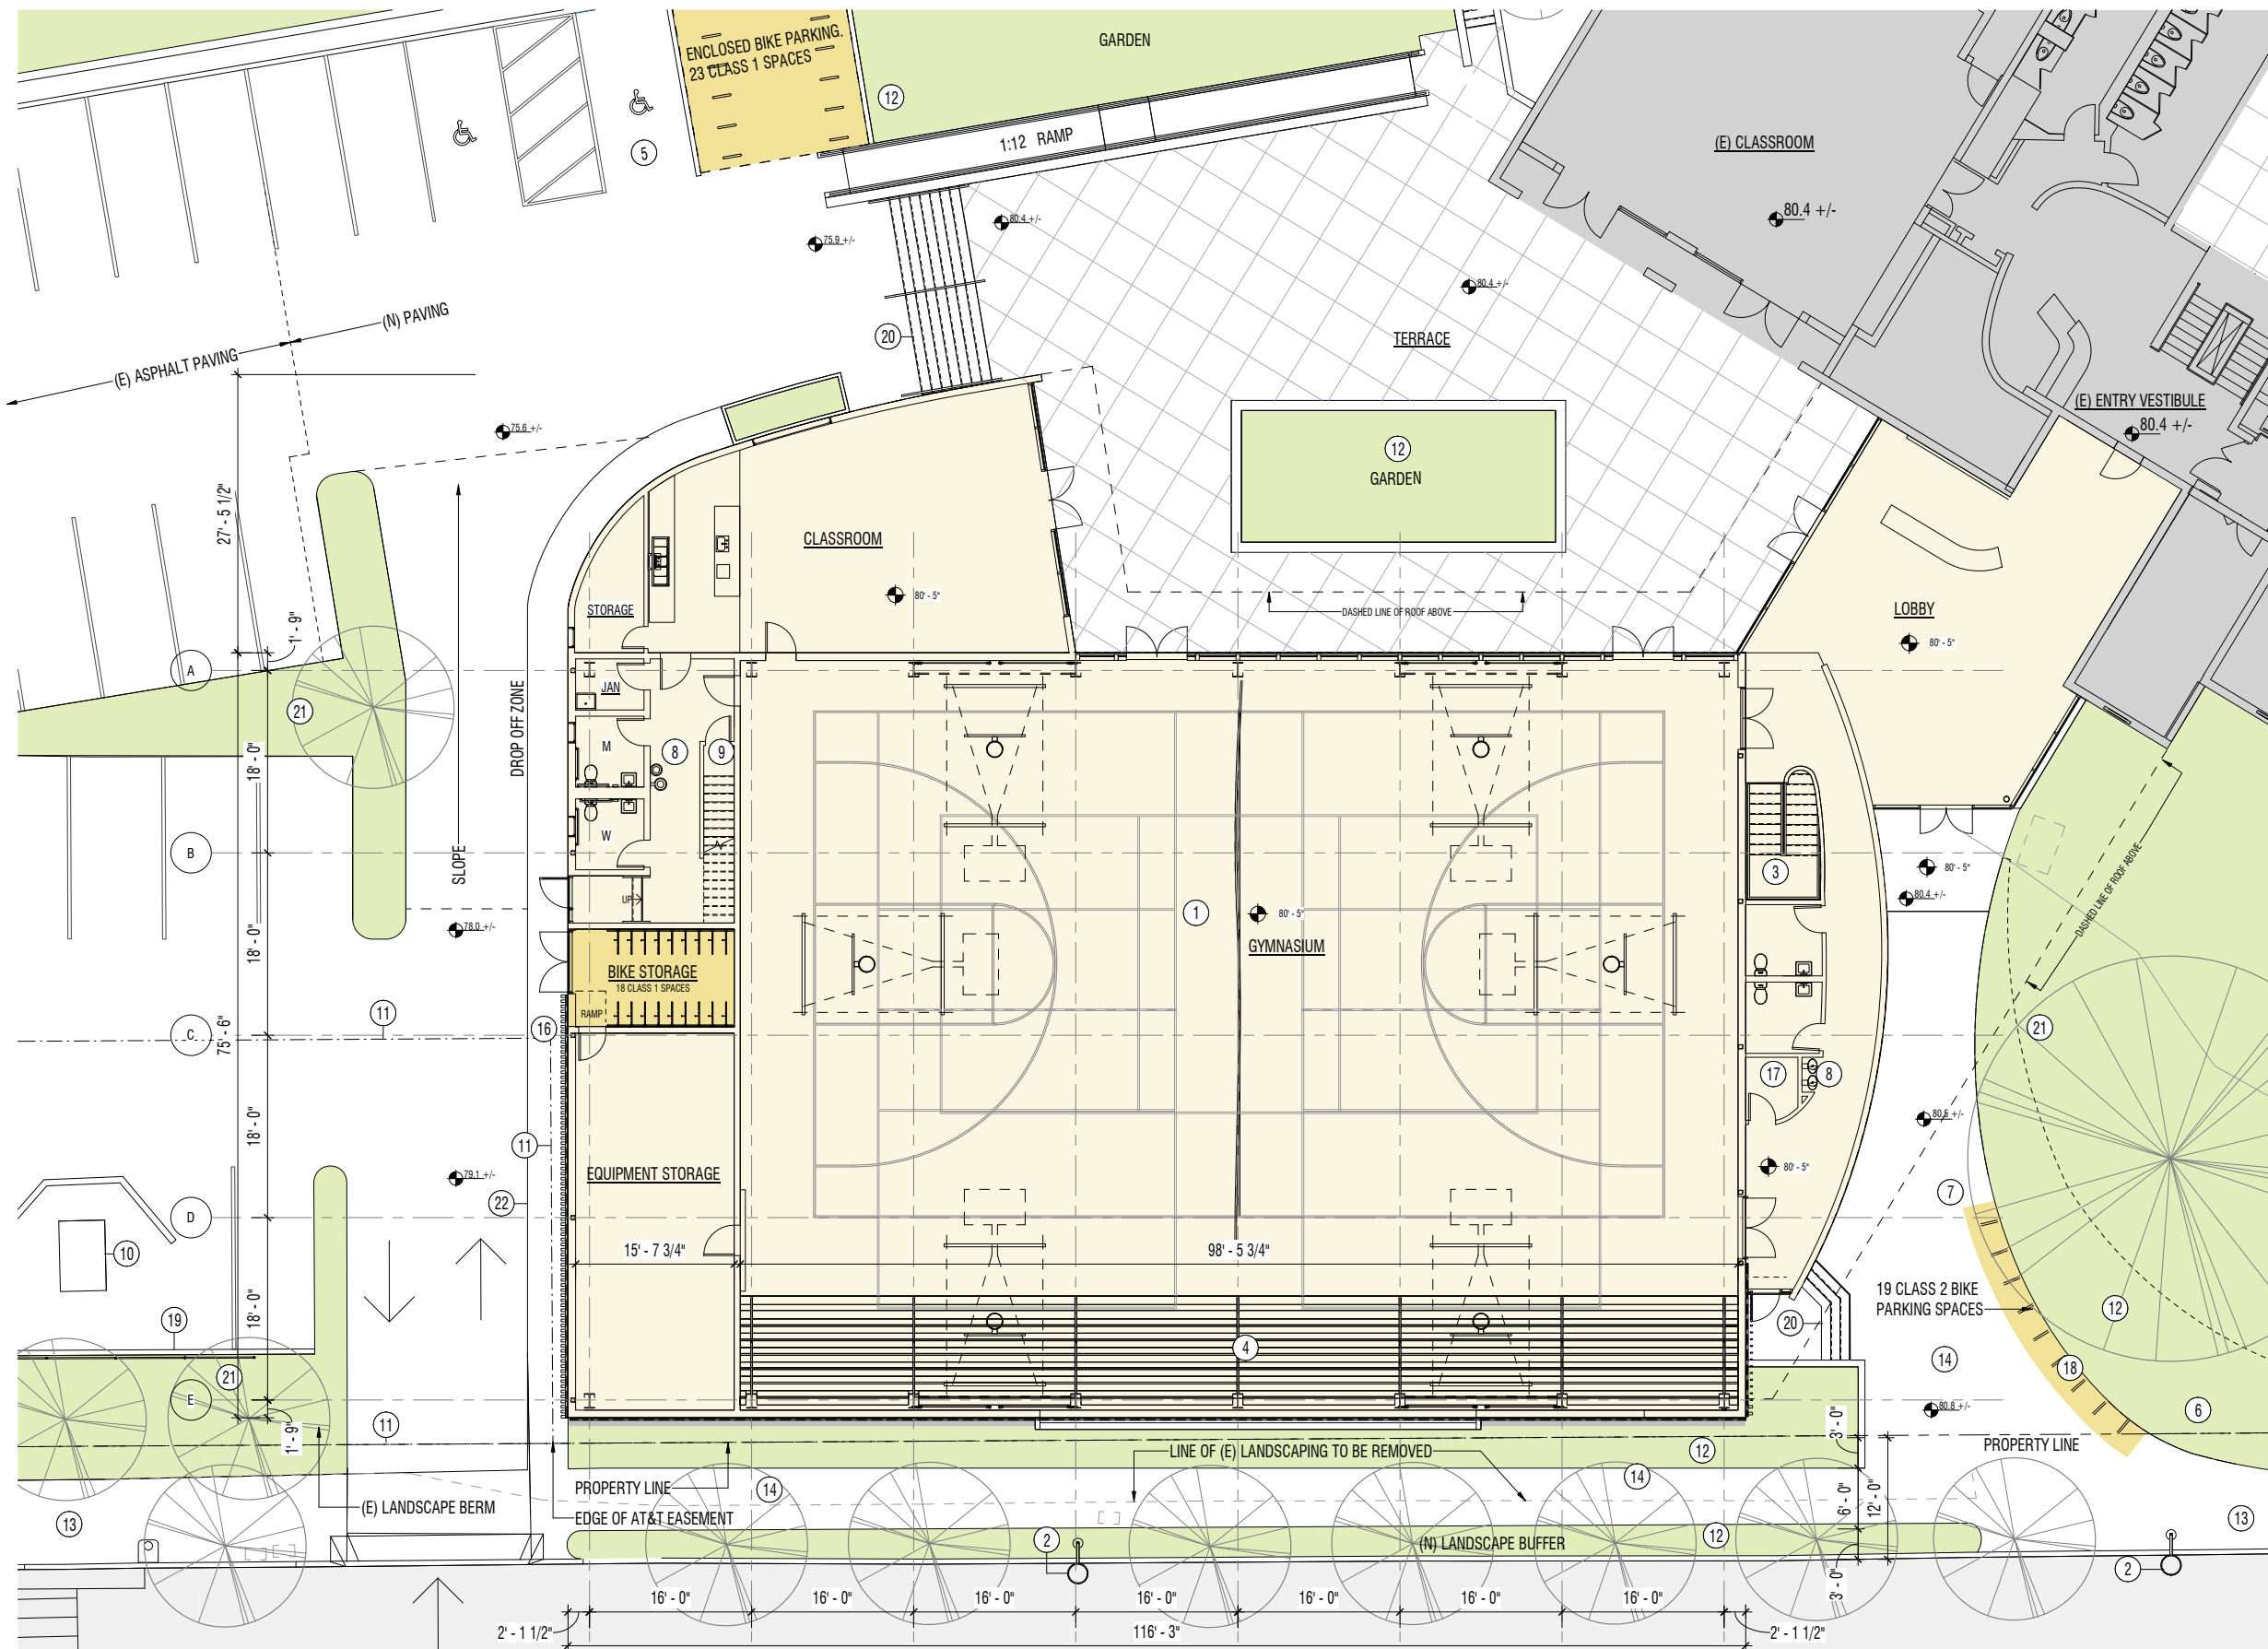 ENCLOSED BIKE PARKING.
23 CLASS 1 SPACES
GARDEN
12
5
1:12 RAMP
(E) CLASSROOM
80.4 +/-
80.4 +/-
75.9 +/-
80.4 +/-
(N) PAVING
(E) ASPHALT PAVING
20
TERRACE
(E) ENTRY VESTIBULE
80.4 +/-
75.6 +/-
12
GARDEN
27' - 5 1/2"
CLASSROOM
80' - 5"
STORAGE
DASHED LINE OF ROOF ABOVE
LOBBY
80' - 5"
1' - 9"
A
JAN
21
DROP OFF ZONE
M
8
9
18' - 0"
W
B
SLOPE
UP
3
80' - 5"
80.4 +/-
DASHED LINE OF ROOF ABOVE
1
80' - 5"
GYMNASIUM
78.0 +/-
18' - 0"
BIKE STORAGE
18 CLASS 1 SPACES
RAMP
11
16
C
75' - 6"
21
17
8
18' - 0"
11
80.5 +/-
EQUIPMENT STORAGE
79.1 +/-
80' - 5"
22
7
D
10
15' - 7 3/4"
98' - 5 3/4"
18' - 0"
19 CLASS 2 BIKE
PARKING SPACES
12
19
20
4
14
18
21
E
6
80.8 +/-
11
1' - 9"
3' - 0"
LINE OF (E) LANDSCAPING TO BE REMOVED
12
PROPERTY LINE
PROPERTY LINE
14
14
(E) LANDSCAPE BERM
EDGE OF AT&T EASEMENT
6' - 0"
12' - 0"
13
13
2
(N) LANDSCAPE BUFFER
12
2
3' - 0"
16' - 0"
16' - 0"
16' - 0"
16' - 0"
16' - 0"
16' - 0"
16' - 0"
2' - 1 1/2"
116' - 3"
2' - 1 1/2"